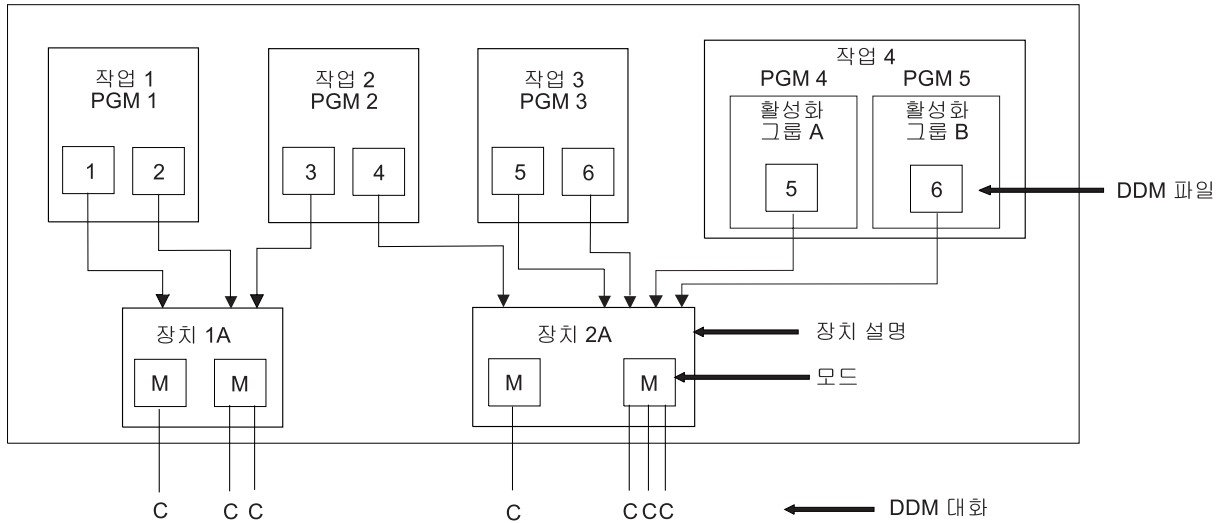 작업 1
PGM 1
1
2
작업 2
PGM 2
3
4
작업 3
PGM 3
5
6
작업 4
PGM 4
PGM 5
활성화
그룹 A
5
활성화
그룹 B
6
DDM 파일
장치 1A
M
M
장치 2A
M
M
장치 설명
모드
C
C C
C
CCC
DDM 대화